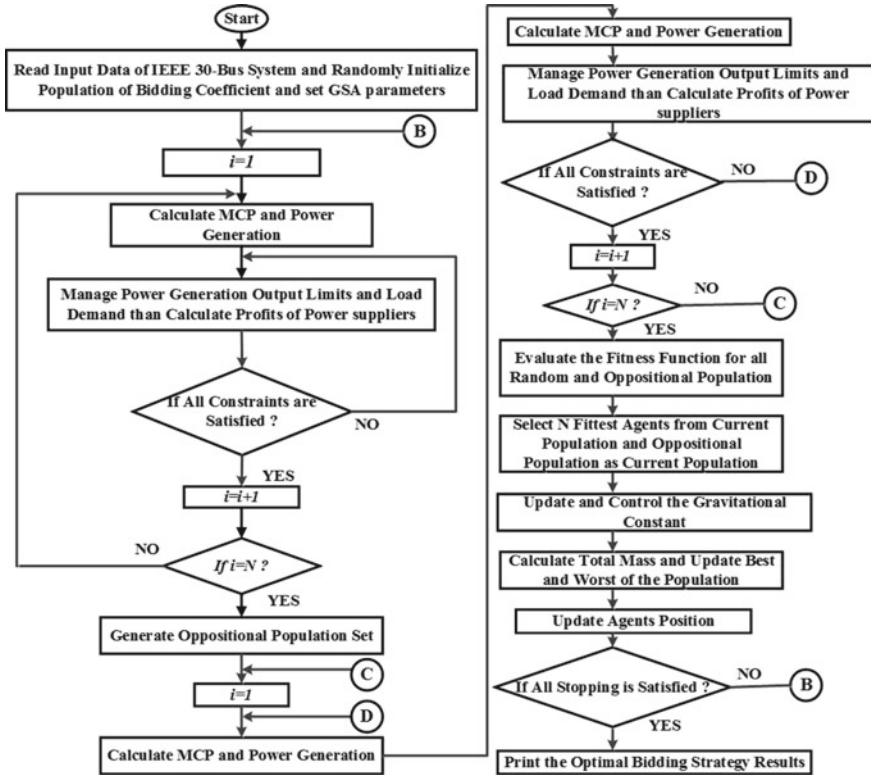 Start
Read Input Data of IEEE 30-Bus System and Randomly Initialize
Population of Bidding Coefficient and set GSA parameters
B
i=1
Calculate MCP and Power
Generation
Manage Power Generation Output Limits and Load
Demand than Calculate Profits of Power suppliers
If All Constraints are
Satisfied ?
NO
YES
i=i+1
NO
If i=N ?
YES
Generate Oppositional Population Set
C
i=1
D
Calculate MCP and Power Generation
Calculate MCP and Power Generation
Manage Power Generation Output Limits and
Load Demand than Calculate Profits of Power
suppliers
If All Constraints are
Satisfied ?
NO
D
YES
i=i+1
If i=N ?
NO
C
YES
Evaluate the Fitness Function for all
Random and Oppositional Population
Select N Fittest Agents from Current
Population and Oppositional
Population as Current Population
Update and Control the Gravitational
Constant
Calculate Total Mass and Update Best
and Worst of the Population
Update Agents Position
If All Stopping is Satisfied ?
NO
B
YES
Print the Optimal Bidding Strategy Results